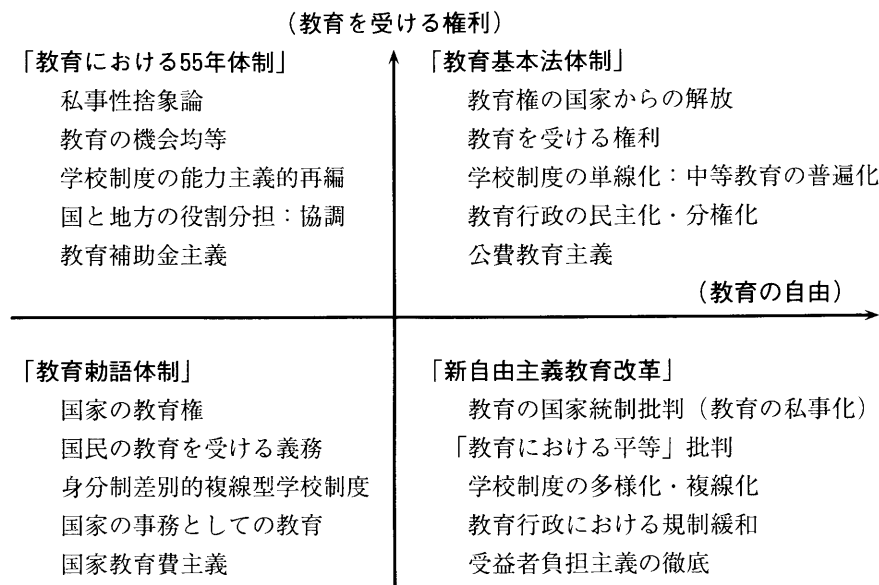 (教育を受ける権利)
「教育における55年体制」
私事性捨象論
教育の機会均等
学校制度の能力主義的再編
国と地方の役割分担：協調
教育補助金主義
「教育基本法体制」
教育権の国家からの解放
教育を受ける権利
学校制度の単線化：中等教育の普遍化
教育行政の民主化・分権化
公費教育主義
(教育の自由)
「教育勅語体制」
国家の教育権
国民の教育を受ける義務
身分制差別的複線型学校制度
国家の事務としての教育
国家教育費主義
「新自由主義教育改革」
教育の国家統制批判（教育の私事化）
「教育における平等」批判
学校制度の多様化・複線化
教育行政における規制緩和
受益者負担主義の徹底